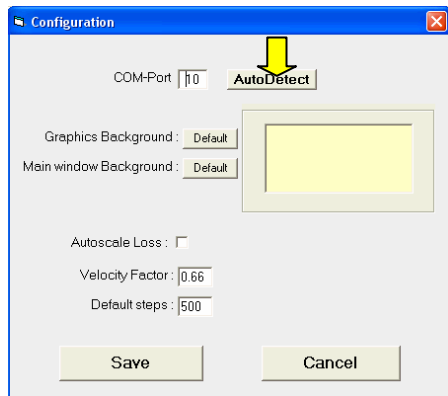 Configuration
COM-Port 10 AutoDetect
Graphics Background : Default
Main window Background : Default
Autoscale Loss :
Velocity Factor : 0.66
Default steps : 500
Save Cancel